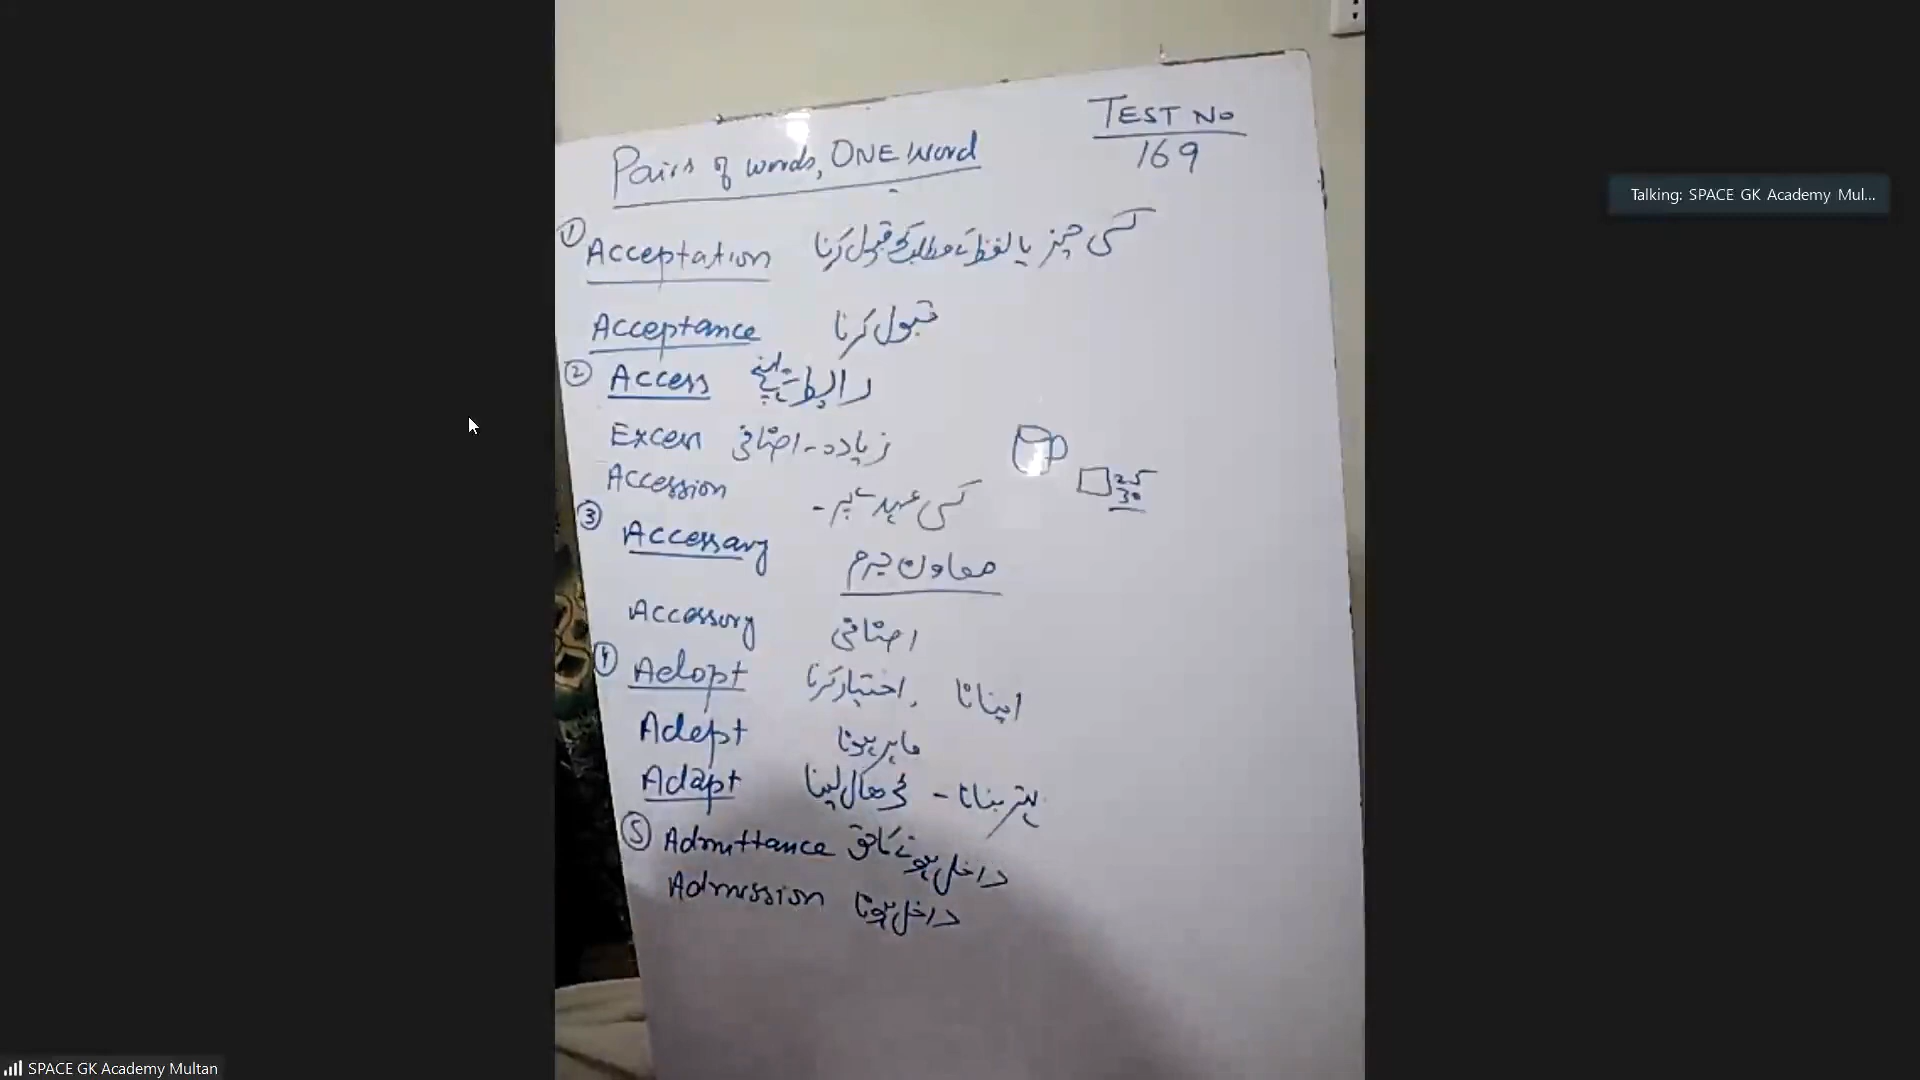 TEST NO
169
Pairs of words, ONE Word
① Acceptation کسی چیز یا لفظ کے مطلب کو قبول کرنا
Acceptance قبول کرنا
② Access رابطے
Excess زیادہ - اضافی
25
30
Accession کسی عہدے پر -
③ Accessary معاون جرم
Accessory اضافی
④ Adopt اپنانا , اختیار کرنا
Adept ماہر ہونا
Adapt بہتر بنانا - ڈھال لینا
⑤ Admittance داخل ہونے کا حق
Admission داخل ہونا
Talking: SPACE GK Academy Mul...
SPACE GK Academy Multan